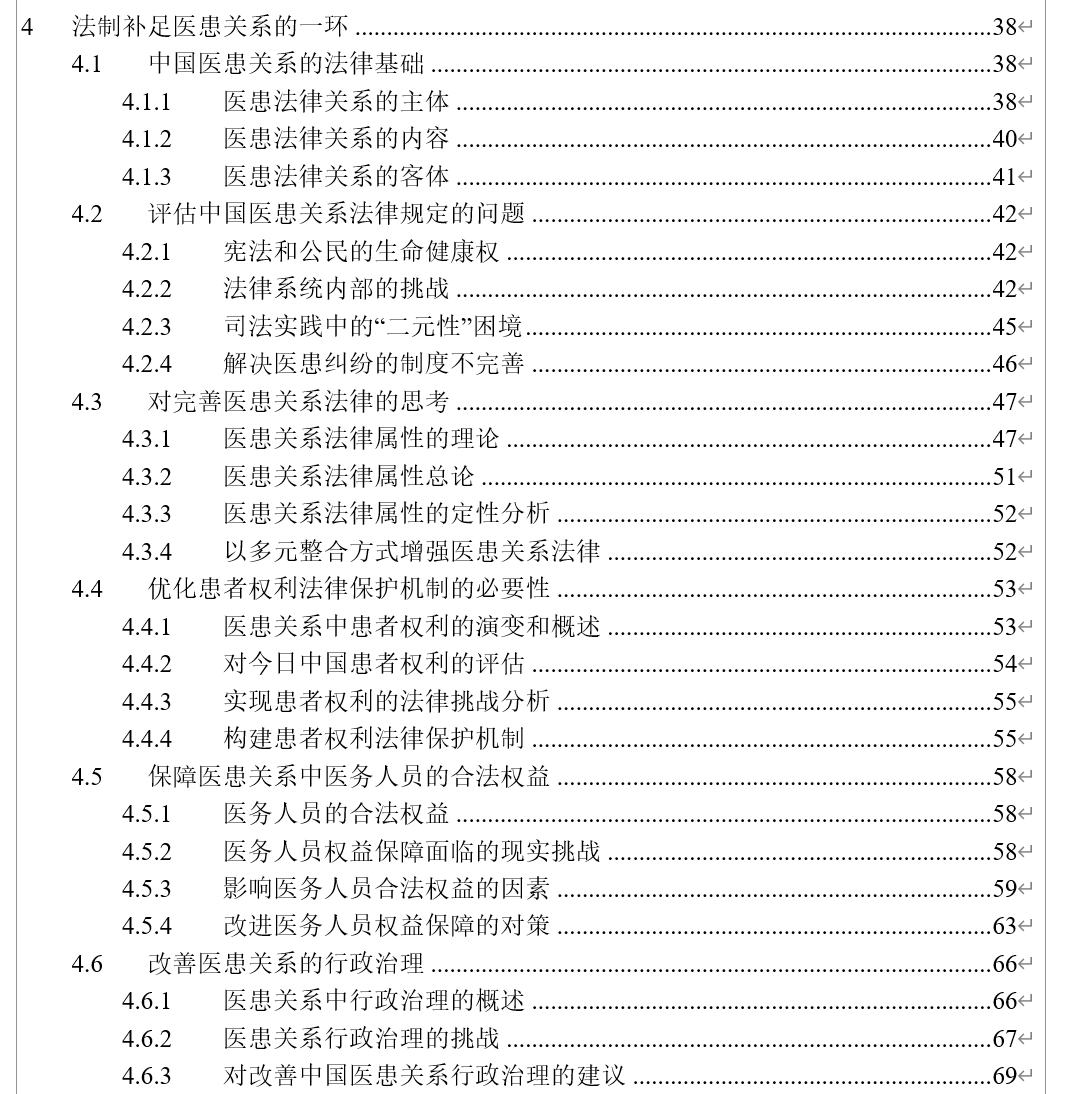 4 法制补足医患关系的一环 38
4.1 中国医患关系的法律基础 38
4.1.1 医患法律关系的主体 38
4.1.2 医患法律关系的内容 40
4.1.3 医患法律关系的客体 41
4.2 评估中国医患关系法律规定的问题 42
4.2.1 宪法和公民的生命健康权 42
4.2.2 法律系统内部的挑战 42
4.2.3 司法实践中的“二元性”困境 45
4.2.4 解决医患纠纷的制度不完善 46
4.3 对完善医患关系法律的思考 47
4.3.1 医患关系法律属性的理论 47
4.3.2 医患关系法律属性总论 51
4.3.3 医患关系法律属性的定性分析 52
4.3.4 以多元整合方式增强医患关系法律 52
4.4 优化患者权利法律保护机制的必要性 53
4.4.1 医患关系中患者权利的演变和概述 53
4.4.2 对今日中国患者权利的评估 54
4.4.3 实现患者权利的法律挑战分析 55
4.4.4 构建患者权利法律保护机制 55
4.5 保障医患关系中医务人员的合法权益 58
4.5.1 医务人员的合法权益 58
4.5.2 医务人员权益保障面临的现实挑战 58
4.5.3 影响医务人员合法权益的因素 59
4.5.4 改进医务人员权益保障的对策 63
4.6 改善医患关系的行政治理 66
4.6.1 医患关系中行政治理的概述 66
4.6.2 医患关系行政治理的挑战 67
4.6.3 对改善中国医患关系行政治理的建议 69